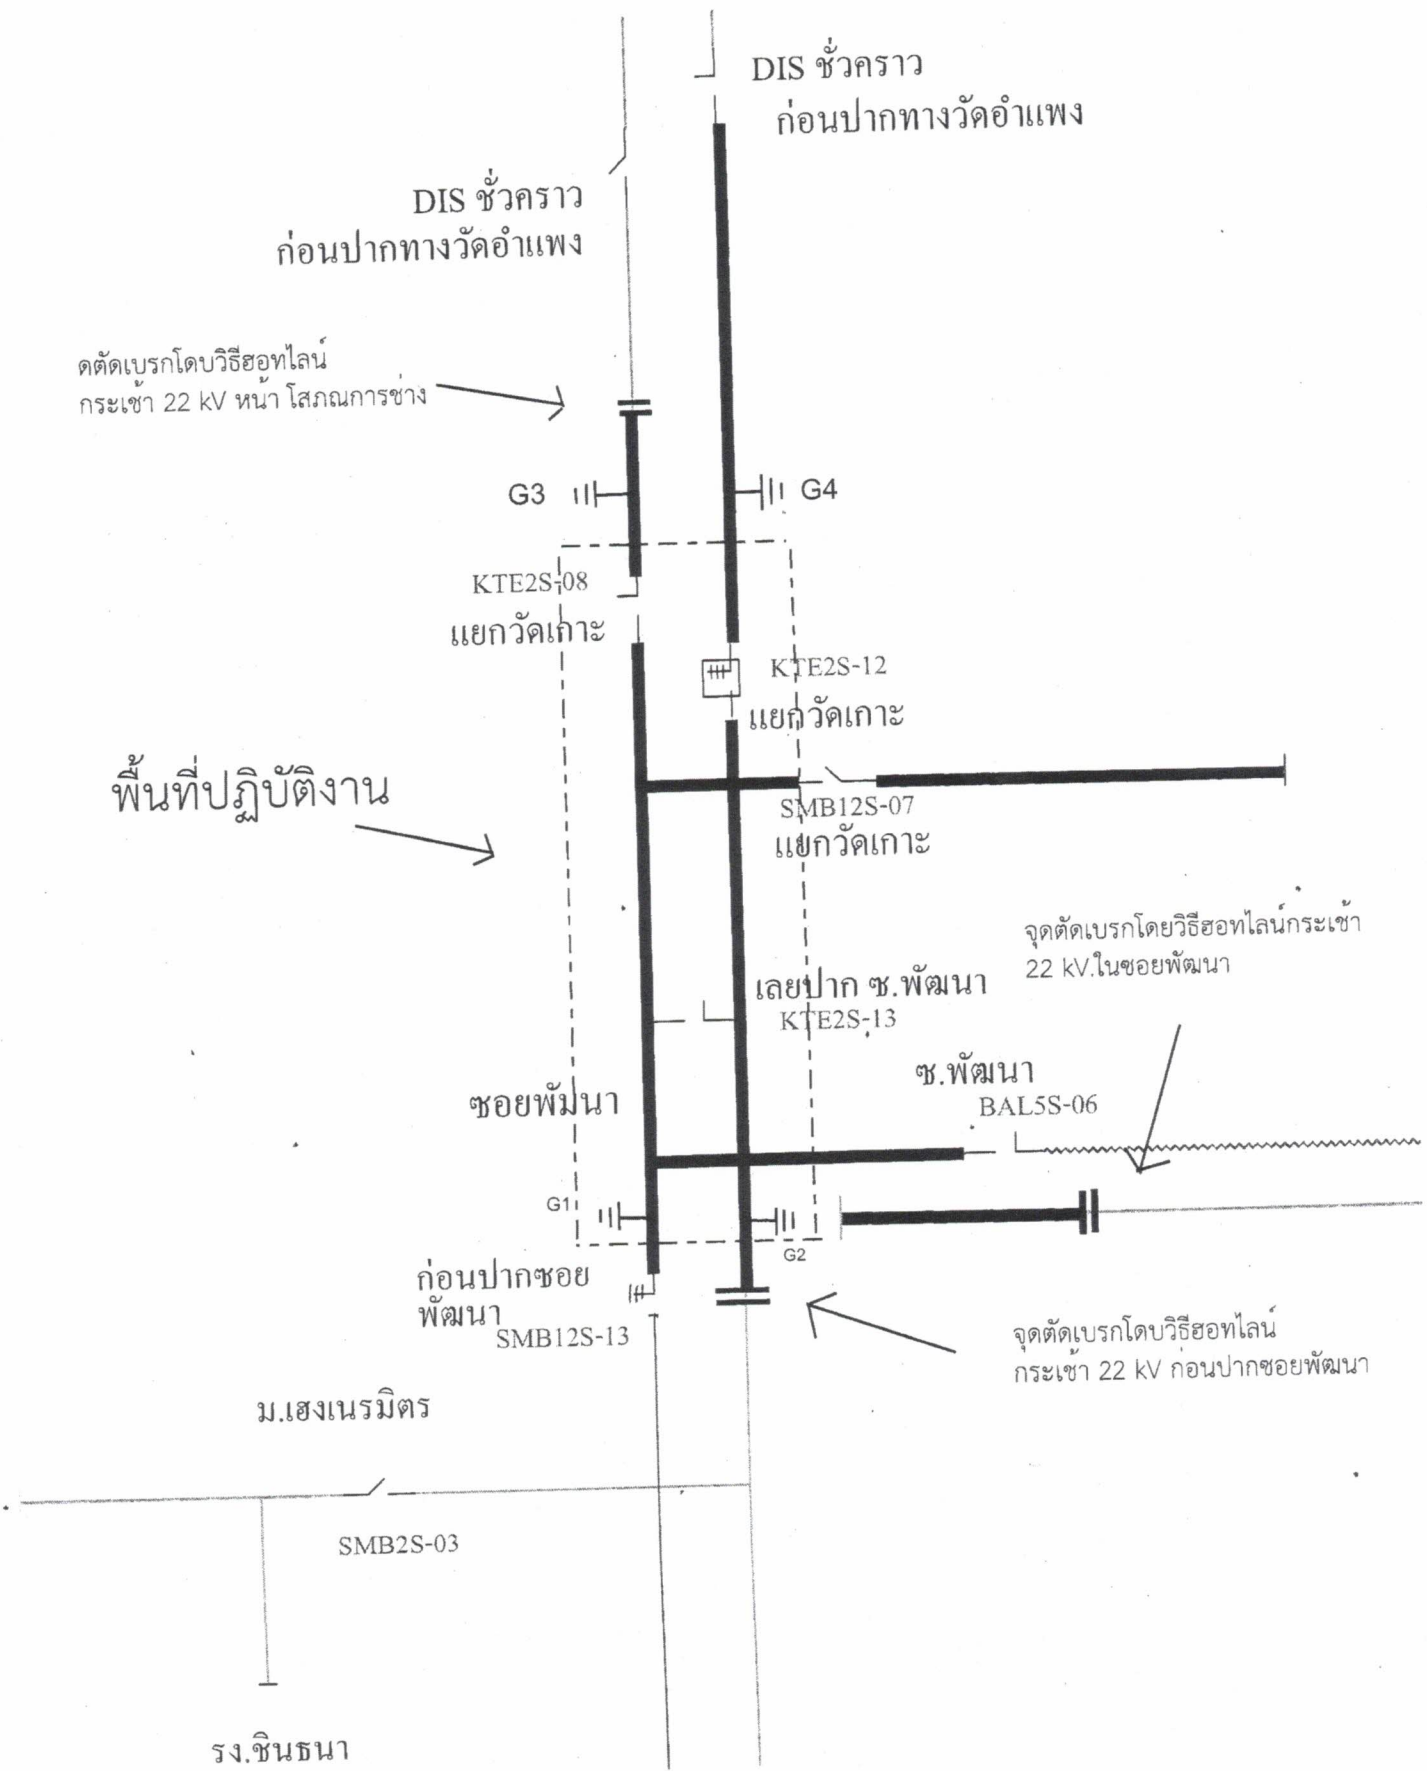 DIS ชั่วคราว
ก่อนปากทางวัดอำแพง
DIS ชั่วคราว
ก่อนปากทางวัดอำแพง
ดตัดเบรกโดบวิธีฮอทไลน์
กระเช้า 22 kV หน้า โสภณการช่าง
G3
G4
KTE2S-08
แยกวัดเกาะ
KTE2S-12
แยกวัดเกาะ
พื้นที่ปฏิบัติงาน
SMB12S-07
แยกวัดเกาะ
จุดตัดเบรกโดยวิธีฮอทไลน์กระเช้า
22 kV.ในซอยพัฒนา
เลยปาก ซ.พัฒนา
KTE2S-13
ซ.พัฒนา
BAL5S-06
ซอยพัมนา
G1
G2
ก่อนปากซอย
พัฒนา
SMB12S-13
จุดตัดเบรกโดบวิธีฮอทไลน์
กระเช้า 22 kV ก่อนปากซอยพัฒนา
ม.เฮงเนรมิตร
SMB2S-03
รง.ชินธนา